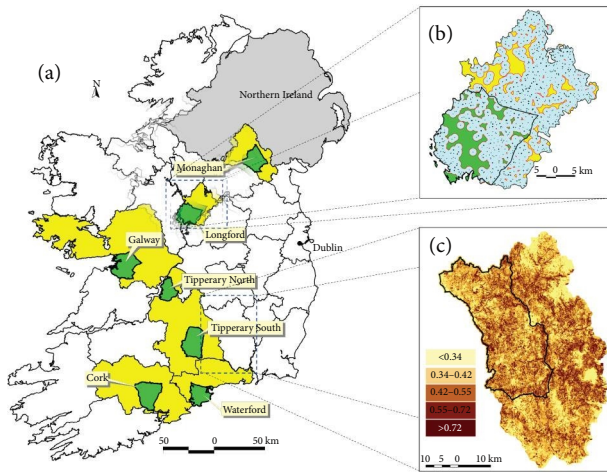 (a)
N
Northern Ireland
Monaghan
Longford
Dublin
Galway
Tipperary North
Tipperary South
Cork
Waterford
50 0 50 km
(b)
5 0 5 km
(c)
<0.34
0.34–0.42
0.42–0.55
0.55–0.72
>0.72
10 5 0 10 km